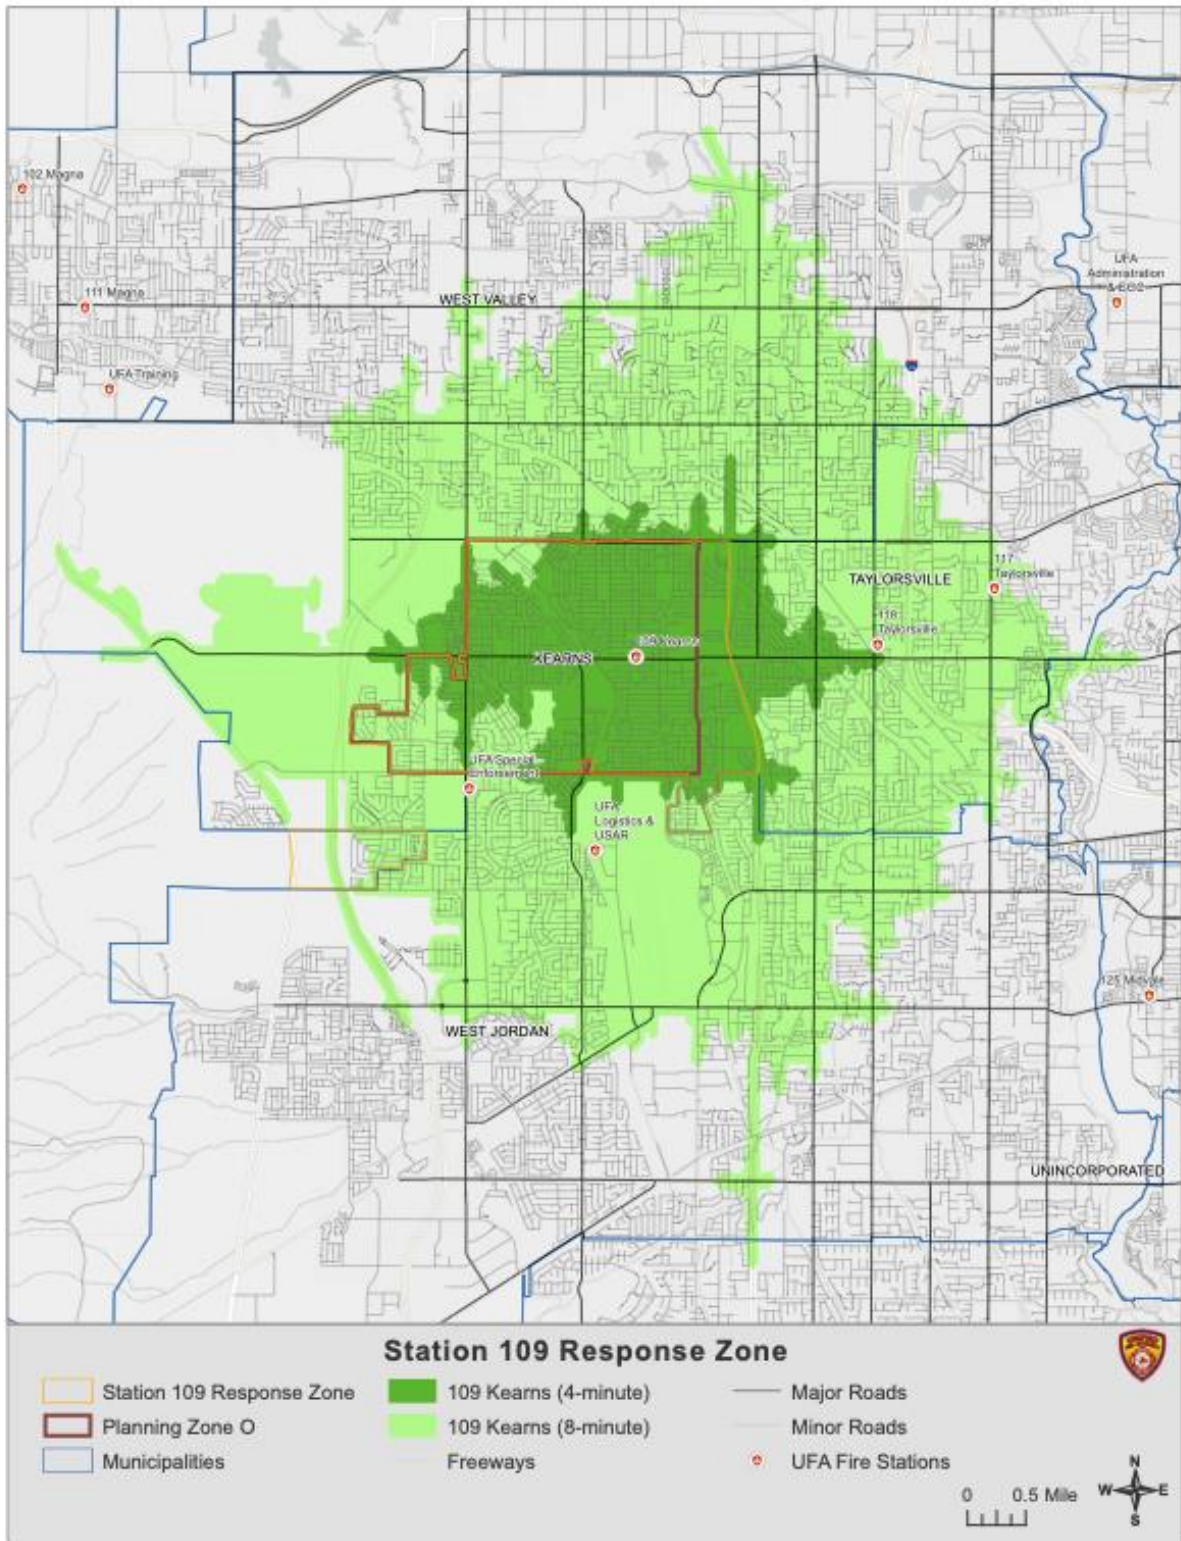 102 Magna
UFA
Administration
& ECC
111 Magna
WEST VALLEY
UFA Training
117
Taylorsville
TAYLORSVILLE
118
Taylorsville
109 Kearns
KEARNS
UFA Special
Enforcement
UFA
Logistics &
USAR
125 Midvale
WEST JORDAN
UNINCORPORATED
Station 109 Response Zone
Station 109 Response Zone
109 Kearns (4-minute)
Major Roads
Planning Zone O
109 Kearns (8-minute)
Minor Roads
Municipalities
Freeways
UFA Fire Stations
0 0.5 Mile
N
W E
S